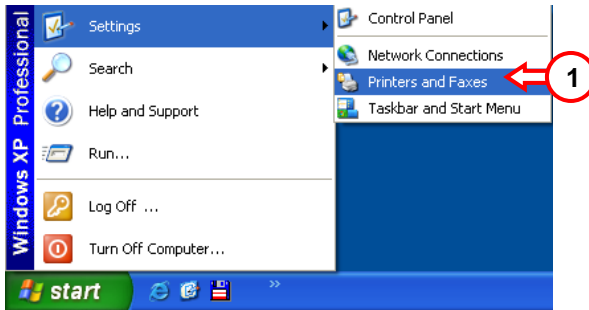 Windows XP Professional
Settings
Search
Help and Support
Run...
Log Off ...
Turn Off Computer...
Control Panel
Network Connections
Printers and Faxes
Taskbar and Start Menu
1
start
»